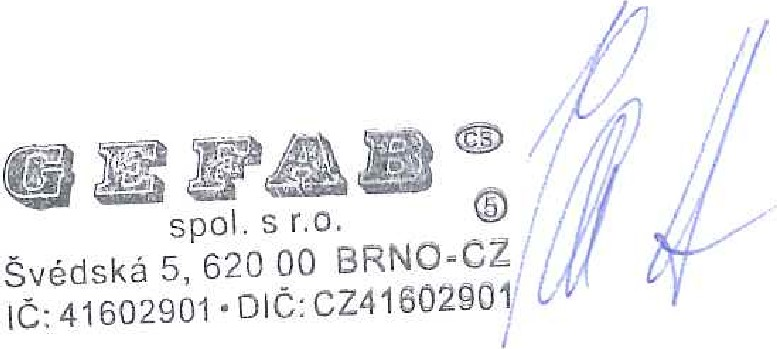 GEFAB CS
spol. s r.o. 5
Švédská 5, 620 00 BRNO-CZ
IČ: 41602901 • DIČ: CZ41602901